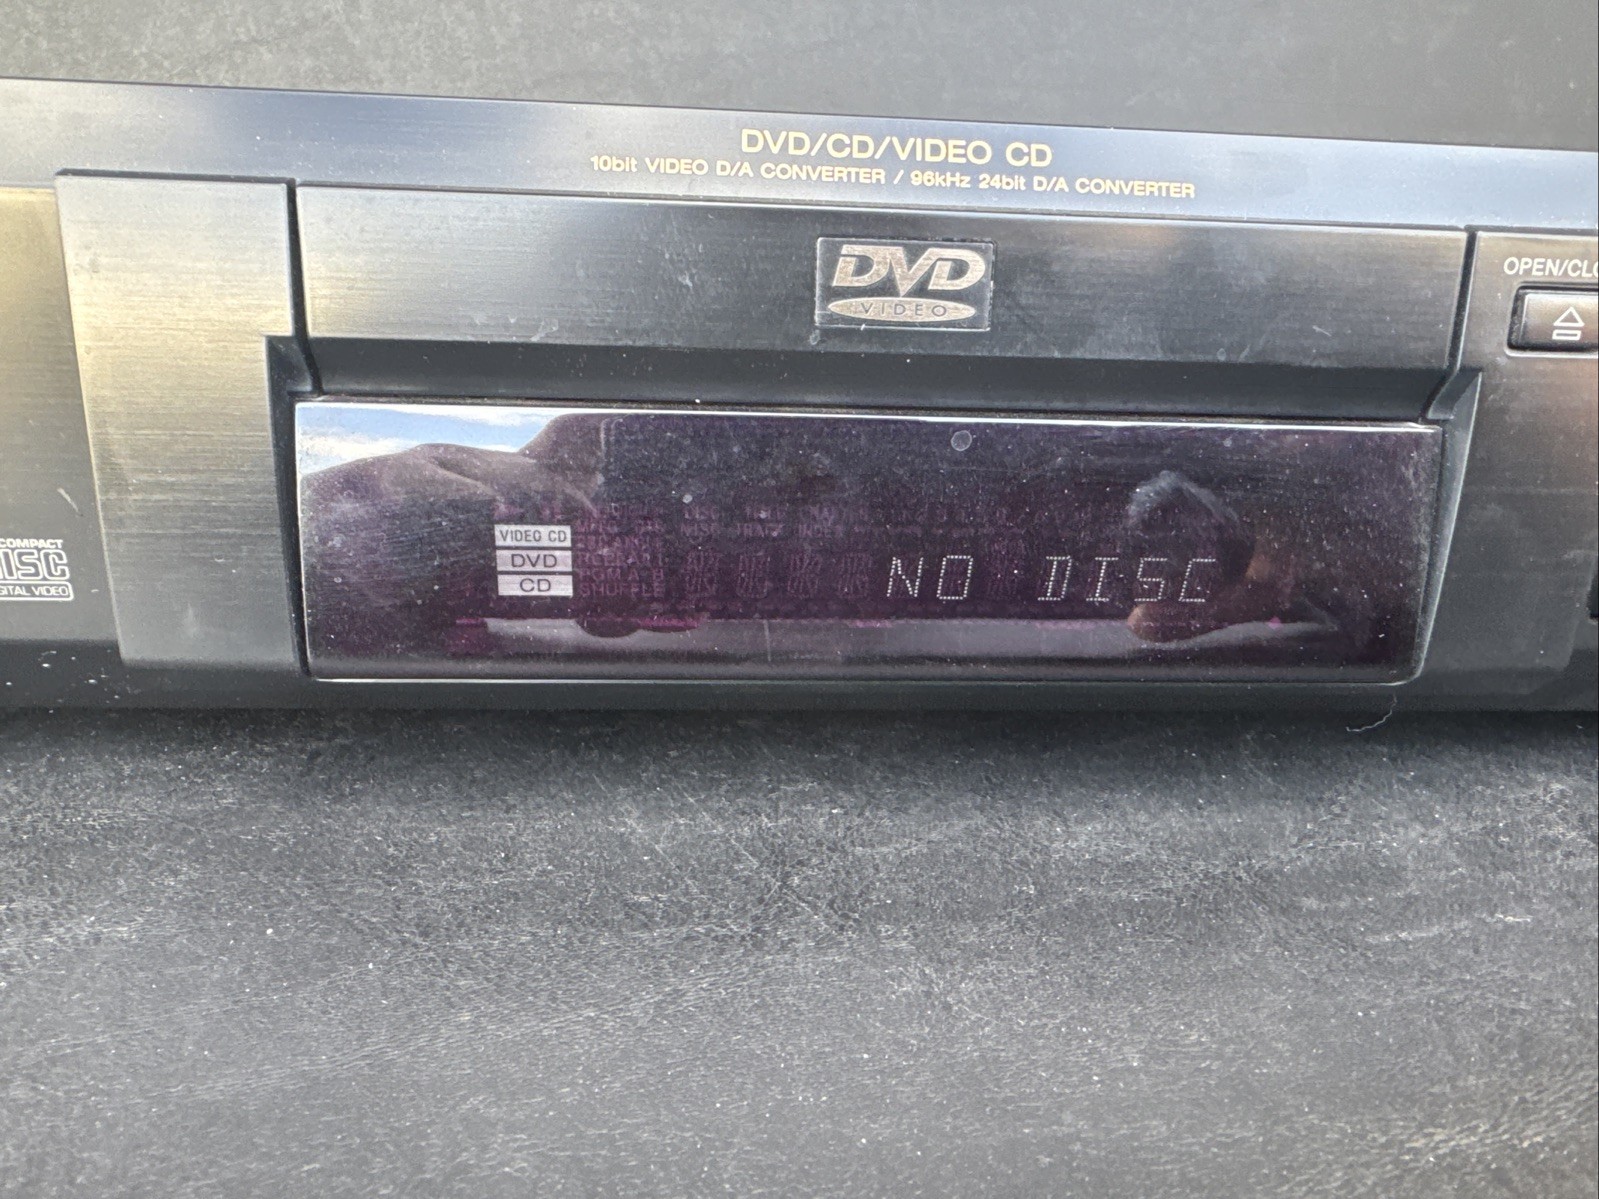 DVD/CD/VIDEO CD
10bit VIDEO D/A CONVERTER / 96kHz 24bit D/A CONVERTER
DVD
VIDEO
OPEN/CLO
COMPACT
DISC
DIGITAL VIDEO
VIDEO CD
DVD
CD
SHUFFLE
NO DISC